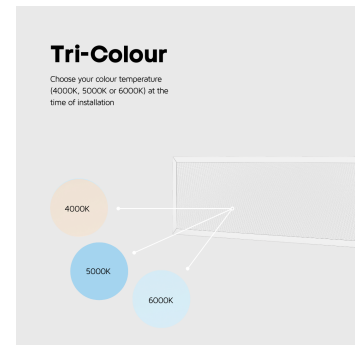 Tri-Colour
Choose your colour temperature
(4000K, 5000K or 6000K) at the
time of installation
4000K
5000K
6000K